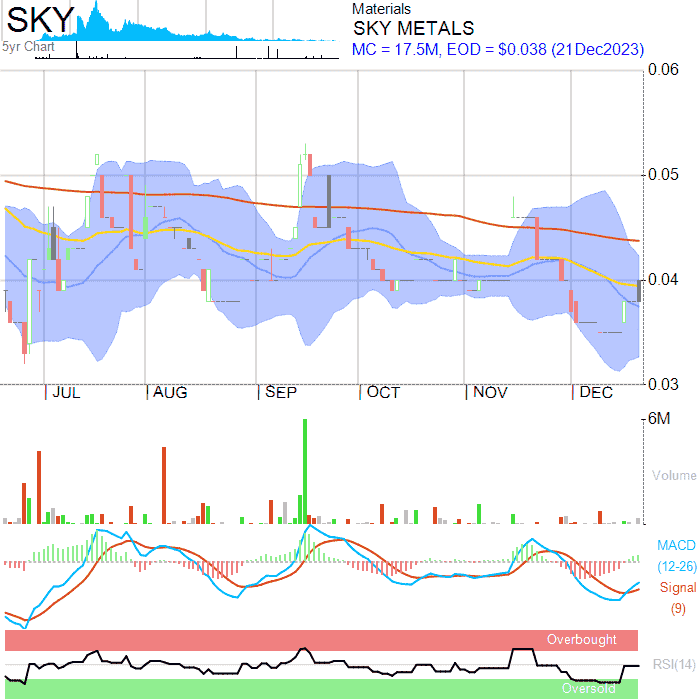 SKY
5yr Chart
Materials
SKY METALS
MC = 17.5M, EOD = $0.038 (21Dec2023)
0.06
0.05
0.04
0.03
JUL
AUG
SEP
OCT
NOV
DEC
6M
Volume
MACD
(12-26)
Signal
(9)
Overbought
RSI(14)
Oversold